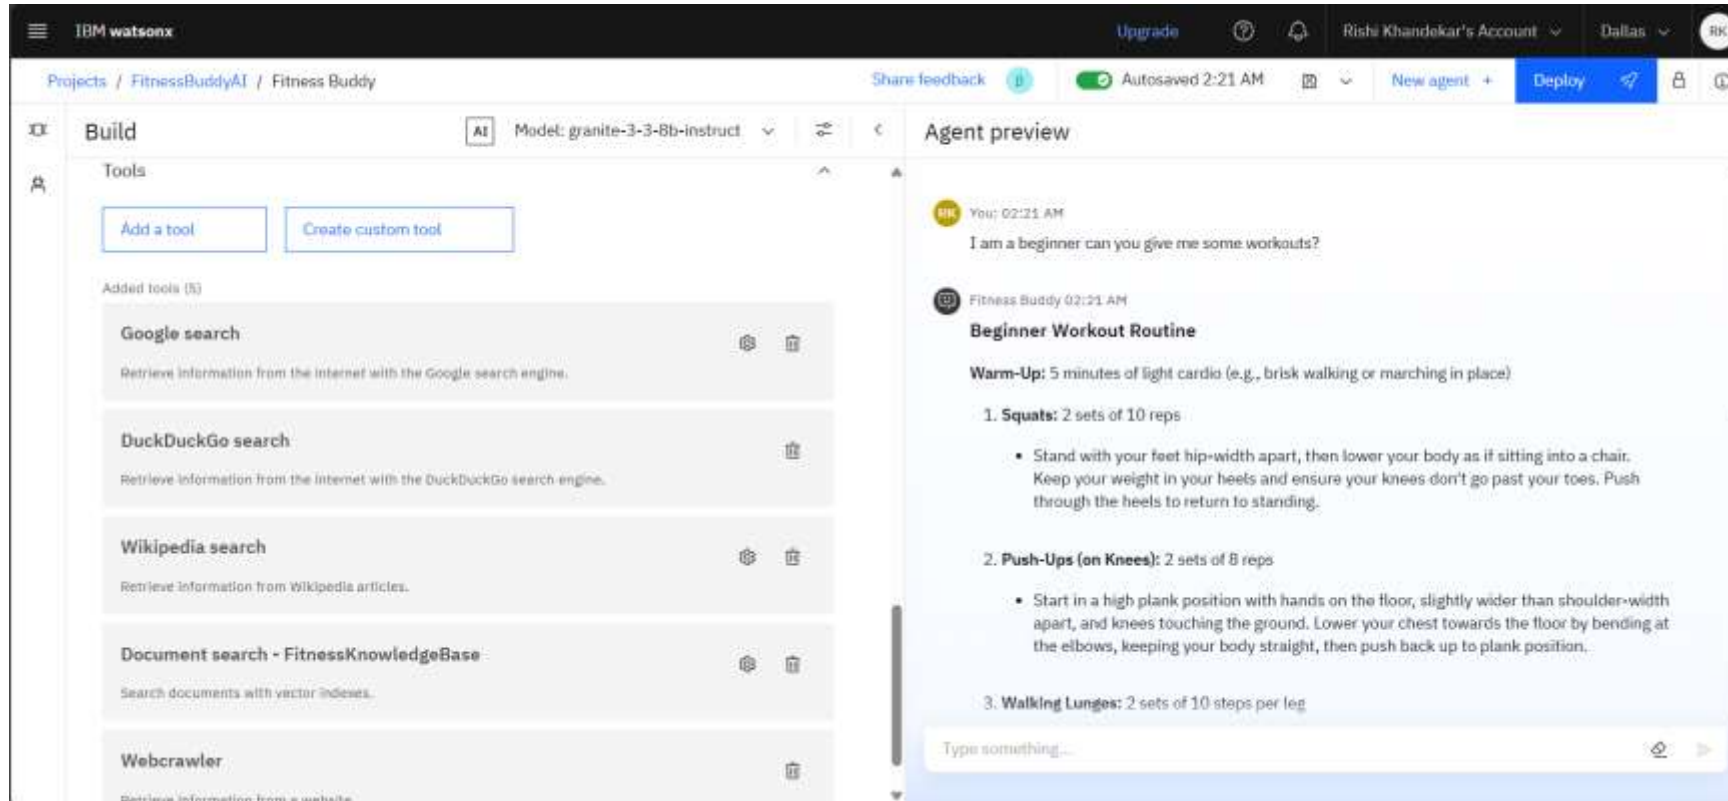 IBM watsonx
Upgrade
Rishi Khandekar's Account
Dallas
RK
Projects / FitnessBuddyAI / Fitness Buddy
Share feedback
Autosaved 2:21 AM
New agent +
Deploy
Build
AI
Model: granite-3-3-8b-instruct
Agent preview
Tools
Add a tool
Create custom tool
Added tools (5)
Google search
Retrieve information from the internet with the Google search engine.
DuckDuckGo search
Retrieve information from the internet with the DuckDuckGo search engine.
Wikipedia search
Retrieve information from Wikipedia articles.
Document search - FitnessKnowledgeBase
Search documents with vector indexes.
Webcrawler
Retrieve information from a website.
RK
You: 02:21 AM
I am a beginner can you give me some workouts?
Fitness Buddy 02:21 AM
Beginner Workout Routine
Warm-Up: 5 minutes of light cardio (e.g., brisk walking or marching in place)
1. Squats: 2 sets of 10 reps
• Stand with your feet hip-width apart, then lower your body as if sitting into a chair.
Keep your weight in your heels and ensure your knees don't go past your toes. Push
through the heels to return to standing.
2. Push-Ups (on Knees): 2 sets of 8 reps
• Start in a high plank position with hands on the floor, slightly wider than shoulder-width
apart, and knees touching the ground. Lower your chest towards the floor by bending at
the elbows, keeping your body straight, then push back up to plank position.
3. Walking Lunges: 2 sets of 10 steps per leg
Type something...